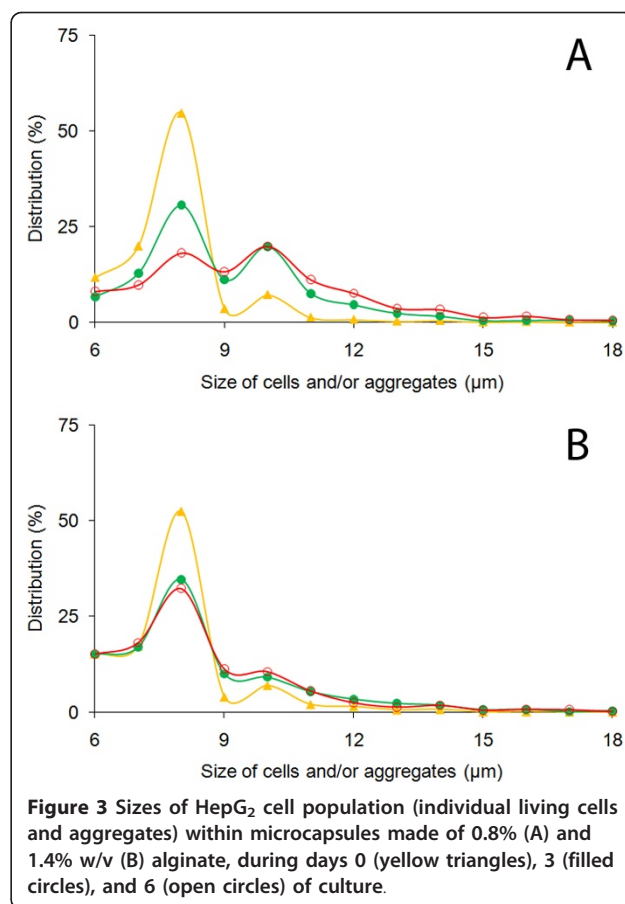 A
75
50
25
0
Distribution (%)
6 9 12 15 18
Size of cells and/or aggregates (µm)
B
75
50
25
0
Distribution (%)
6 9 12 15 18
Size of cells and/or aggregates (µm)
Figure 3 Sizes of HepG₂ cell population (individual living cells
and aggregates) within microcapsules made of 0.8% (A) and
1.4% w/v (B) alginate, during days 0 (yellow triangles), 3 (filled
circles), and 6 (open circles) of culture.